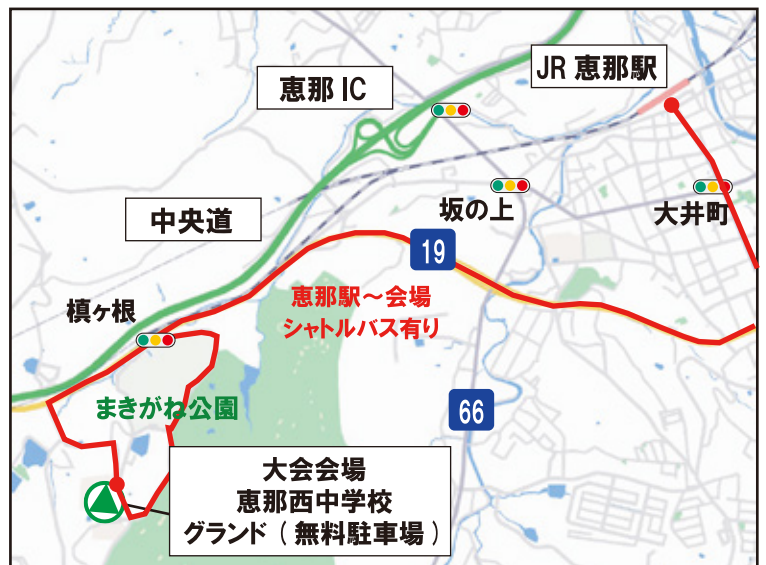 JR 恵那駅
恵那 IC
坂の上
大井町
中央道
19
恵那駅～会場
シャトルバス有り
槙ヶ根
まきがね公園
66
大会会場
恵那西中学校
グランド ( 無料駐車場 )